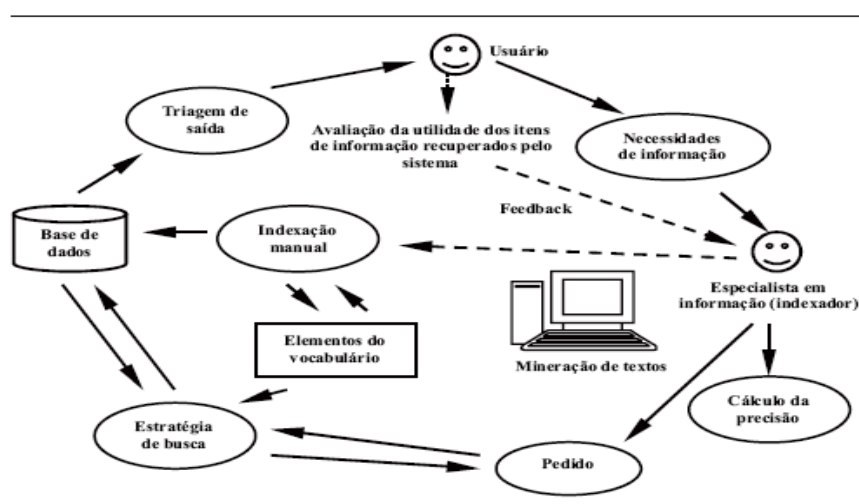 Usuário
Triagem de
saída
Avaliação da utilidade dos itens
de informação recuperados pelo
sistema
Necessidades
de informação
Feedback
Base de
dados
Indexação
manual
Especialista em
informação (indexador)
Elementos do
vocabulário
Mineração de textos
Cálculo da
precisão
Estratégia
de busca
Pedido